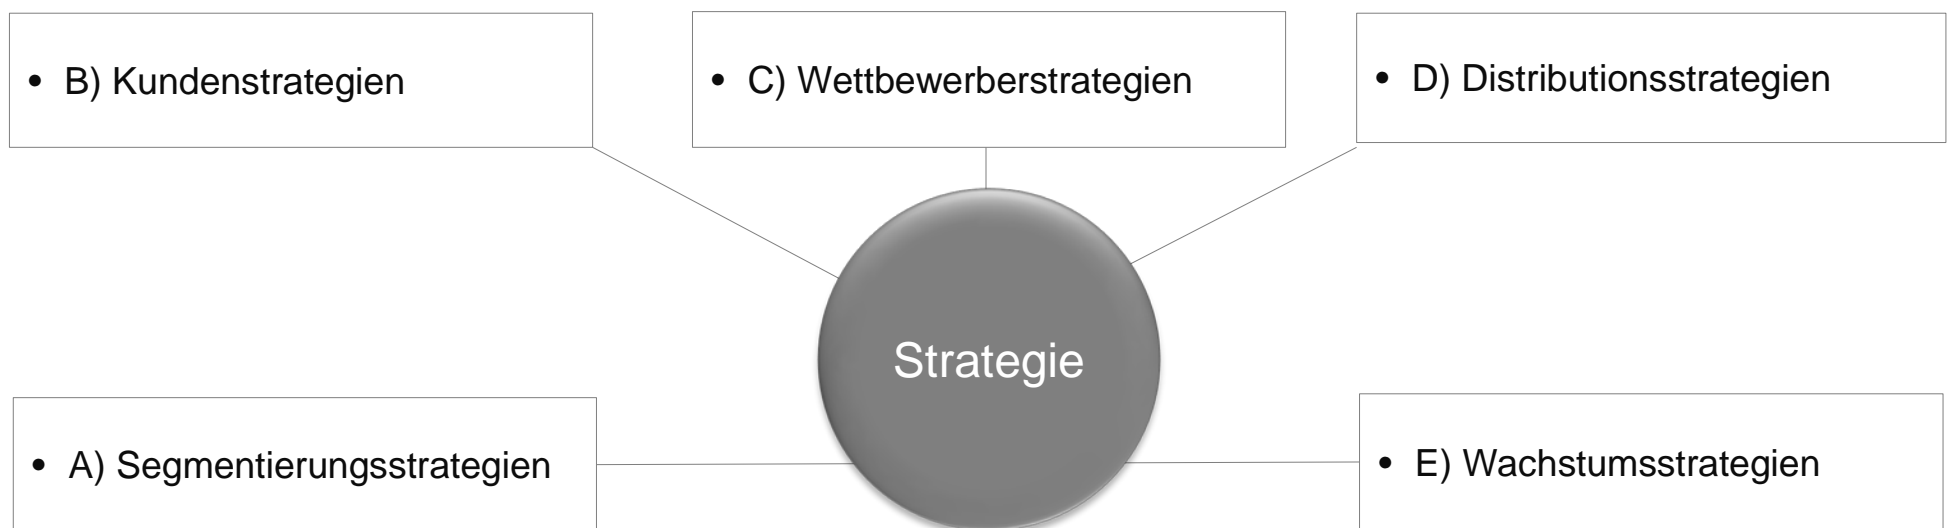 • B) Kundenstrategien
• C) Wettbewerberstrategien
• D) Distributionsstrategien
Strategie
• A) Segmentierungsstrategien
• E) Wachstumsstrategien